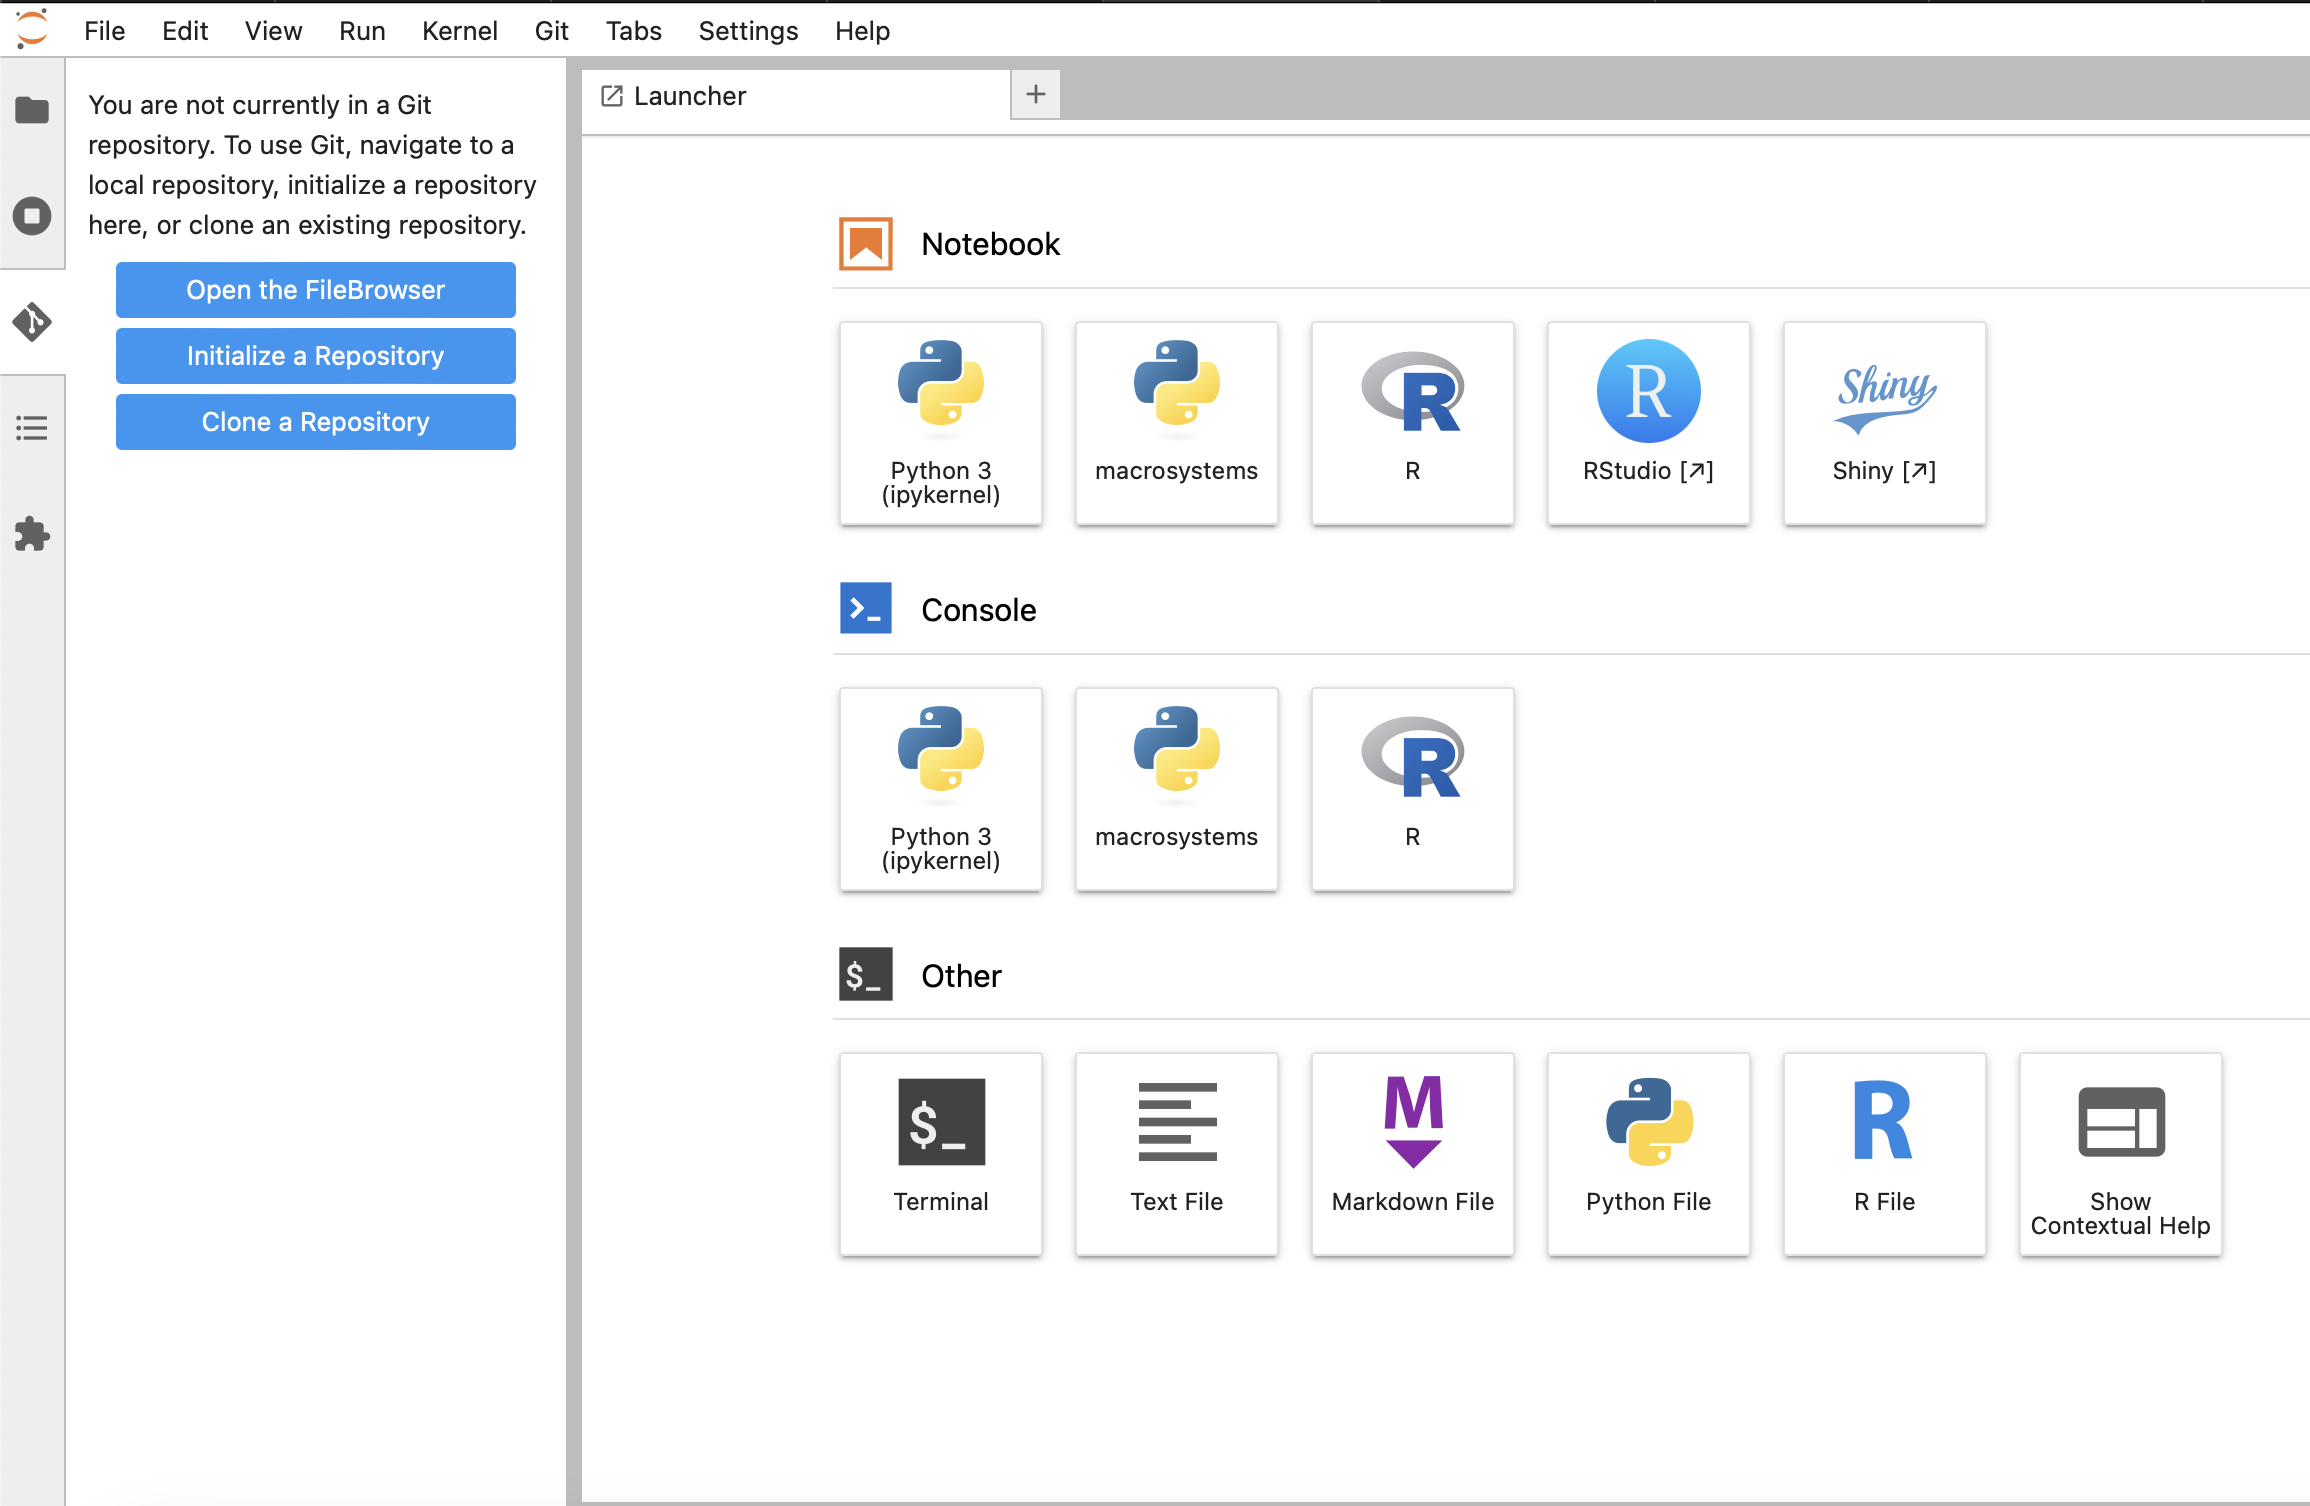 File Edit View Run Kernel Git Tabs Settings Help
You are not currently in a Git
repository. To use Git, navigate to a
local repository, initialize a repository
here, or clone an existing repository.
Open the FileBrowser
Initialize a Repository
Clone a Repository
Launcher
+
Notebook
Python 3
(ipykernel)
macrosystems
R
R
RStudio [↗]
Shiny
Shiny [↗]
>_
Console
Python 3
(ipykernel)
macrosystems
R
R
$_
Other
$_
Terminal
Text File
M
Markdown File
Python File
R
R File
Show
Contextual Help